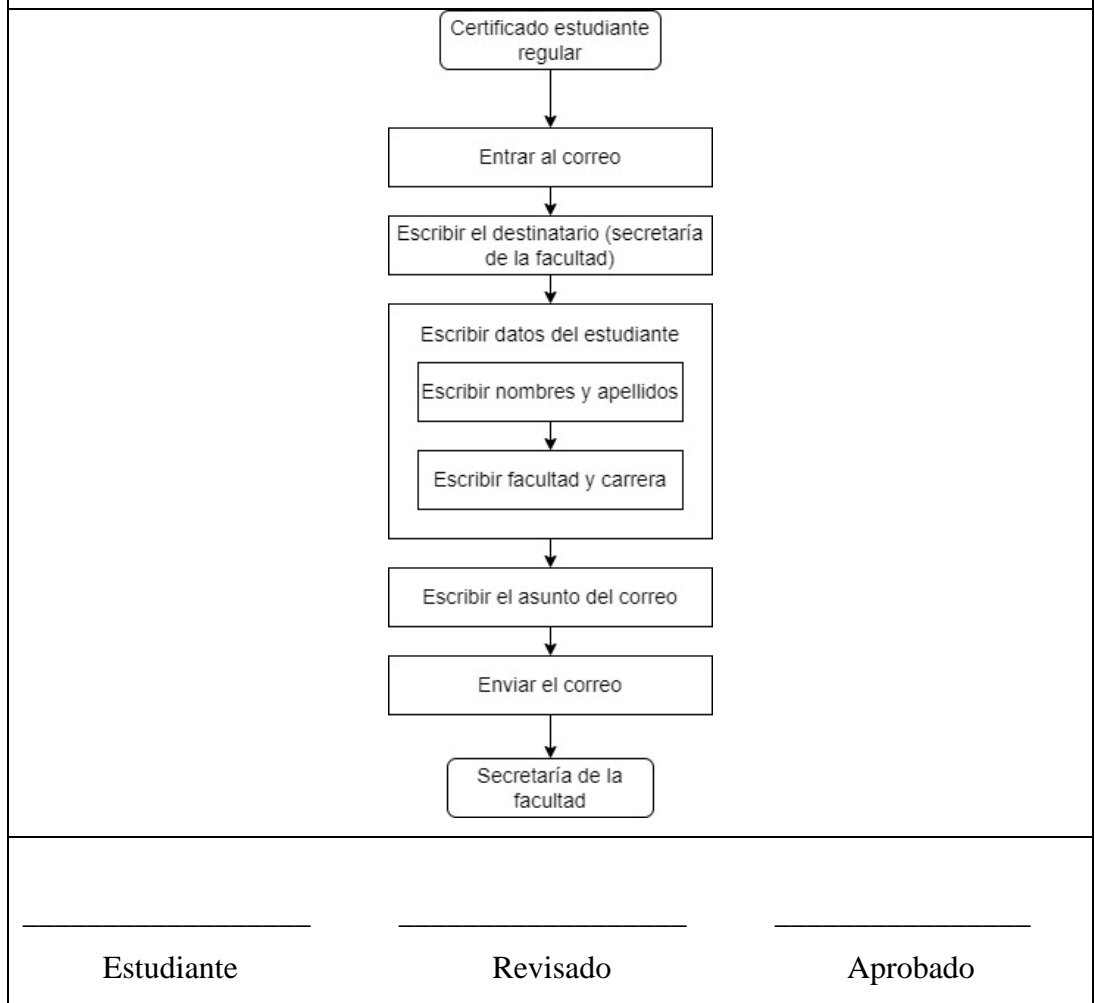 Certificado estudiante
regular
Entrar al correo
Escribir el destinatario (secretaría
de la facultad)
Escribir datos del estudiante
Escribir nombres y apellidos
Escribir facultad y carrera
Escribir el asunto del correo
Enviar el correo
Secretaría de la
facultad
Estudiante Revisado Aprobado